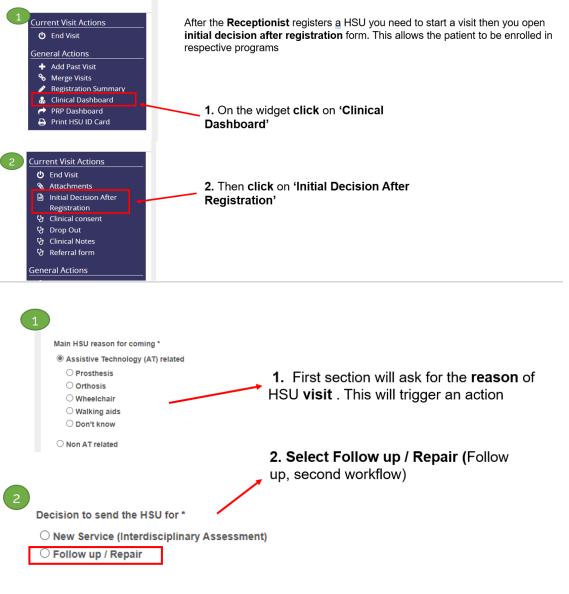 1
Current Visit Actions
End Visit
General Actions
Add Past Visit
Merge Visits
Registration Summary
Clinical Dashboard
PRP Dashboard
Print HSU ID Card
After the Receptionist registers a HSU you need to start a visit then you open
initial decision after registration form. This allows the patient to be enrolled in
respective programs
1. On the widget click on ‘Clinical
Dashboard’
2
Current Visit Actions
End Visit
Attachments
Initial Decision After
Registration
Clinical consent
Drop Out
Clinical Notes
Referral form
General Actions
2. Then click on ‘Initial Decision After
Registration’
1
Main HSU reason for coming *
Assistive Technology (AT) related
Prosthesis
Orthosis
Wheelchair
Walking aids
Don't know
Non AT related
1. First section will ask for the reason of
HSU visit . This will trigger an action
2. Select Follow up / Repair (Follow
up, second workflow)
2
Decision to send the HSU for *
New Service (Interdisciplinary Assessment)
Follow up / Repair